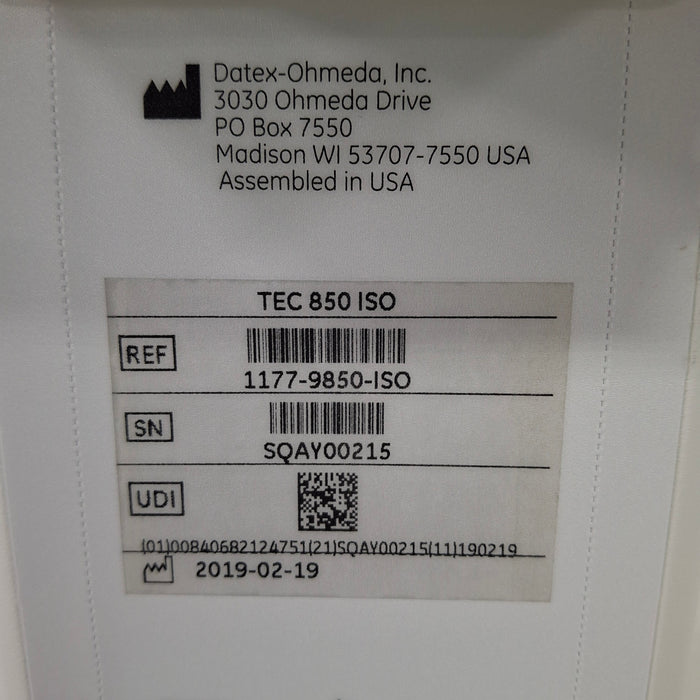 Datex-Ohmeda, Inc.
3030 Ohmeda Drive
PO Box 7550
Madison WI 53707-7550 USA
Assembled in USA
TEC 850 ISO
REF
1177-9850-ISO
SN
SQAY00215
UDI
(01)00840682124751(21)SQAY00215(11)190219
2019-02-19